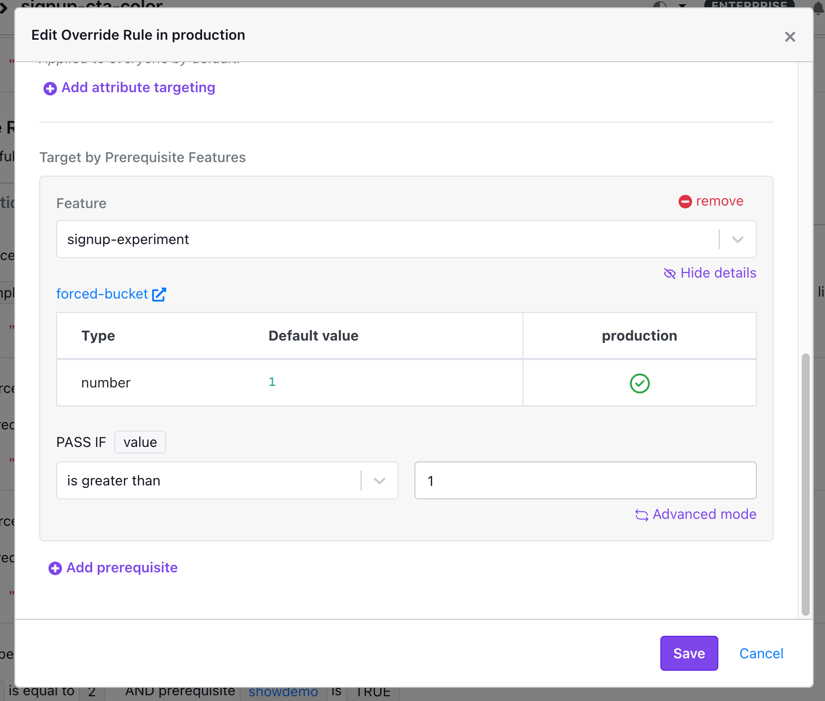 signup-cta-color
ENTERPRISE
Edit Override Rule in production
Applied to everyone by default.
Add attribute targeting
Target by Prerequisite Features
Feature
remove
signup-experiment
Hide details
forced-bucket
Type Default value production
number 1
PASS IF value
is greater than 1
Advanced mode
Add prerequisite
Save Cancel
is equal to 2 AND prerequisite showdemo is TRUE